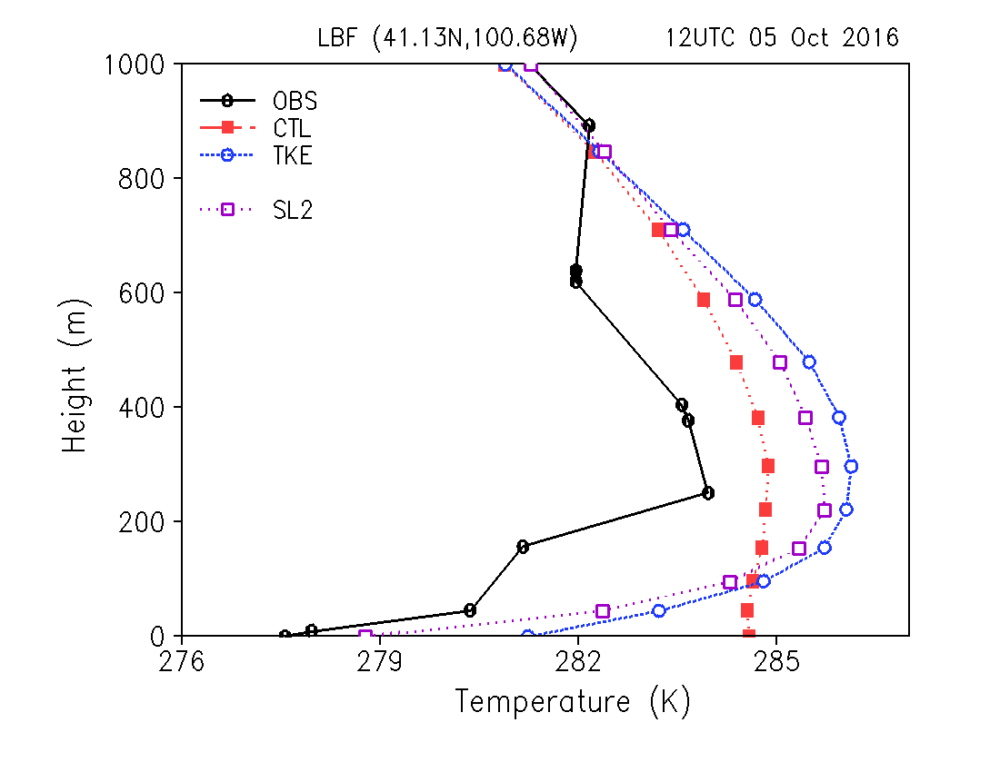 LBF (41.13N,100.68W) 12UTC 05 Oct 2016
1000
800
600
400
200
0
Height (m)
OBS
CTL
TKE
SL2
276 279 282 285
Temperature (K)